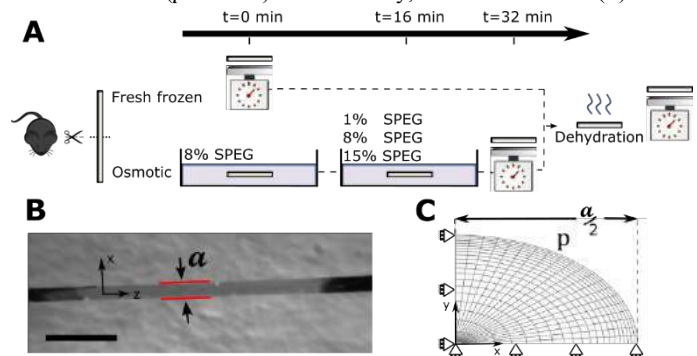 A
t=0 min t=16 min t=32 min
Fresh frozen
Osmotic
8% SPEG
1% SPEG
8% SPEG
15% SPEG
Dehydration
B
a
x
z
C
a/2
p
y
x